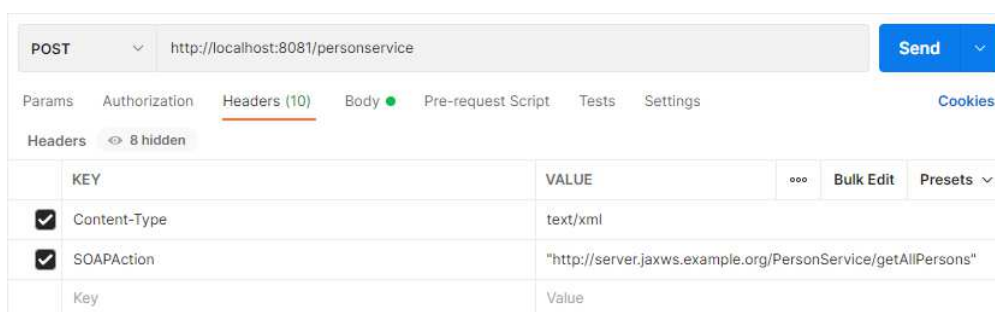 POST http://localhost:8081/personservice Send
Params Authorization Headers (10) Body Pre-request Script Tests Settings Cookies
Headers 8 hidden
KEY VALUE ooo Bulk Edit Presets
Content-Type text/xml
SOAPAction "http://server.jaxws.example.org/PersonService/getAllPersons"
Key Value